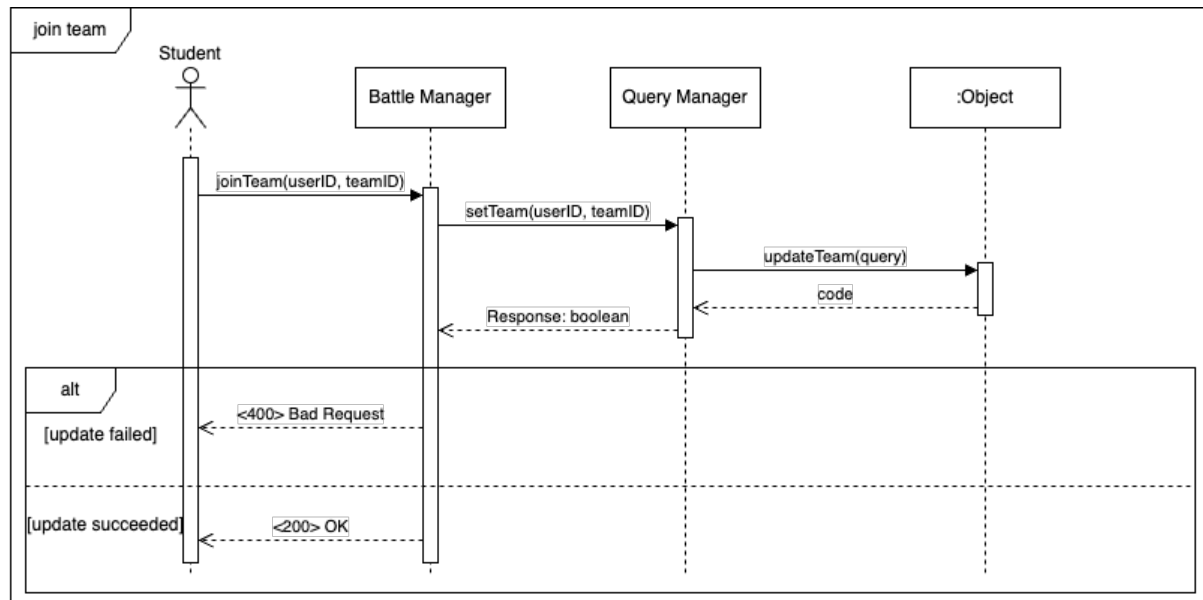 join team
Student
Battle Manager
Query Manager
:Object
joinTeam(userID, teamID)
setTeam(userID, teamID)
updateTeam(query)
code
Response: boolean
alt
<400> Bad Request
[update failed]
[update succeeded]
<200> OK